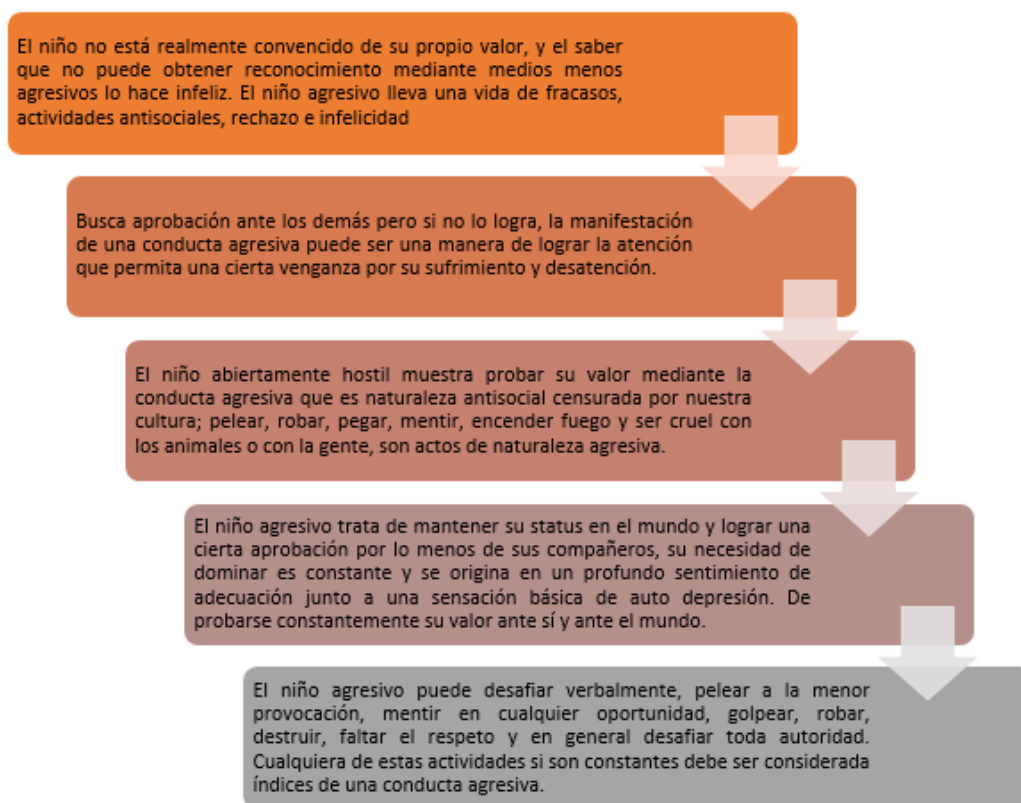 El niño no está realmente convencido de su propio valor, y el saber
que no puede obtener reconocimiento mediante medios menos
agresivos lo hace infeliz. El niño agresivo lleva una vida de fracasos,
actividades antisociales, rechazo e infelicidad
Busca aprobación ante los demás pero si no lo logra, la manifestación
de una conducta agresiva puede ser una manera de lograr la atención
que permita una cierta venganza por su sufrimiento y desatención.
El niño abiertamente hostil muestra probar su valor mediante la
conducta agresiva que es naturaleza antisocial censurada por nuestra
cultura; pelear, robar, pegar, mentir, encender fuego y ser cruel con
los animales o con la gente, son actos de naturaleza agresiva.
El niño agresivo trata de mantener su status en el mundo y lograr una
cierta aprobación por lo menos de sus compañeros, su necesidad de
dominar es constante y se origina en un profundo sentimiento de
adecuación junto a una sensación básica de auto depresión. De
probarse constantemente su valor ante sí y ante el mundo.
El niño agresivo puede desafiar verbalmente, pelear a la menor
provocación, mentir en cualquier oportunidad, golpear, robar,
destruir, faltar el respeto y en general desafiar toda autoridad.
Cualquiera de estas actividades si son constantes debe ser considerada
índices de una conducta agresiva.